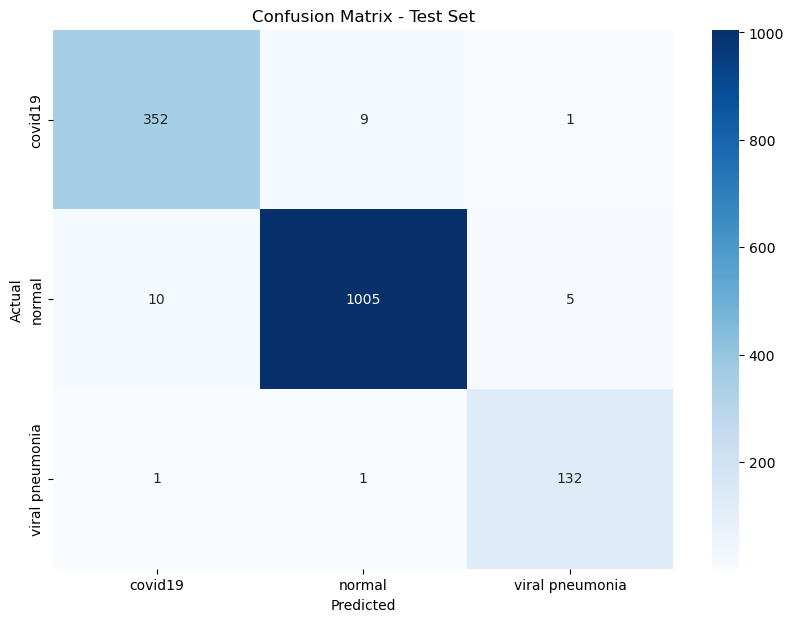 Confusion Matrix - Test Set
covid19
352
9
1
normal
10
1005
5
viral pneumonia
1
1
132
covid19
normal
viral pneumonia
Actual
Predicted
1000
800
600
400
200